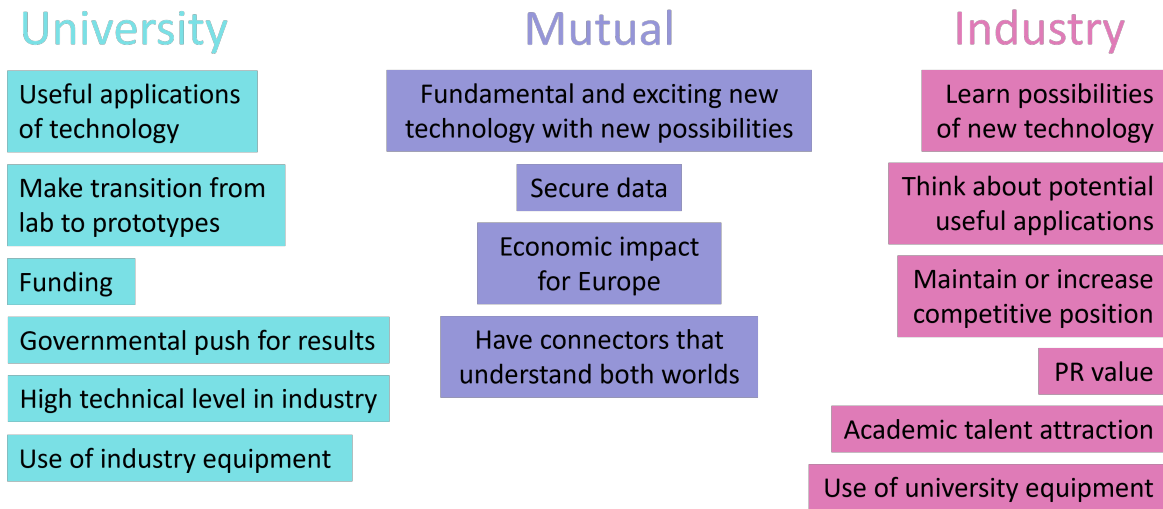 University
Useful applications
of technology
Make transition from
lab to prototypes
Funding
Governmental push for results
High technical level in industry
Use of industry equipment
Mutual
Fundamental and exciting new
technology with new possibilities
Secure data
Economic impact
for Europe
Have connectors that
understand both worlds
Industry
Learn possibilities
of new technology
Think about potential
useful applications
Maintain or increase
competitive position
PR value
Academic talent attraction
Use of university equipment